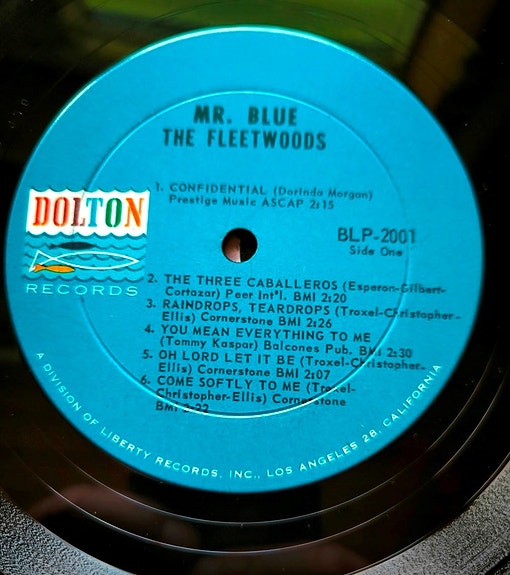 MR. BLUE
THE FLEETWOODS
1. CONFIDENTIAL (Dorinda Morgan)
Prestige Music ASCAP 2:15
DOLTON
RECORDS
BLP-2001
Side One
2. THE THREE CABALLEROS (Esperon-Gilbert-
Cortazar) Peer Int'l. BMI 2:20
3. RAINDROPS, TEARDROPS (Troxel-Christopher-
Ellis) Cornerstone BMI 2:26
4. YOU MEAN EVERYTHING TO ME
(Tommy Kaspar) Balcones Pub. BMI 2:30
5. OH LORD LET IT BE (Troxel-Christopher-
Ellis) Cornerstone BMI 2:07
6. COME SOFTLY TO ME (Troxel-
Christopher-Ellis) Cornerstone
BMI 2:22
A DIVISION OF LIBERTY RECORDS, INC., LOS ANGELES 28, CALIFORNIA